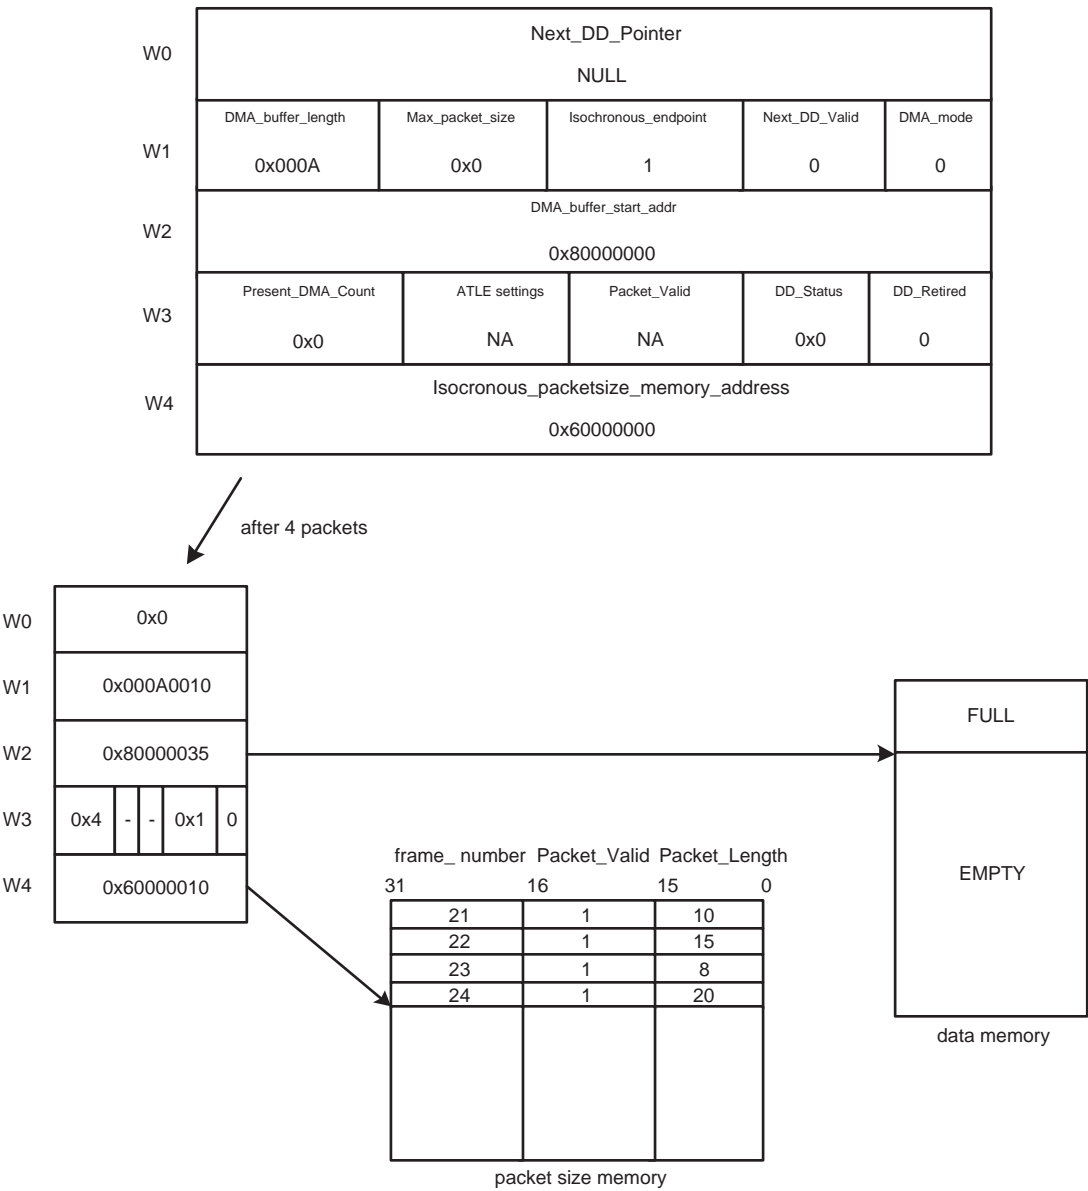 Next_DD_Pointer
W0
NULL
DMA_buffer_length Max_packet_size Isochronous_endpoint Next_DD_Valid DMA_mode
W1
0x000A 0x0 1 0 0
DMA_buffer_start_addr
W2
0x80000000
Present_DMA_Count ATLE settings Packet_Valid DD_Status DD_Retired
W3
0x0 NA NA 0x0 0
Isocronous_packetsize_memory_address
W4
0x60000000
after 4 packets
W0 0x0
W1 0x000A0010
FULL
W2 0x80000035
W3 0x4 - - 0x1 0
frame_ number Packet_Valid Packet_Length
W4 0x60000010
EMPTY
31 16 15 0
21 1 10
22 1 15
23 1 8
24 1 20
data memory
packet size memory